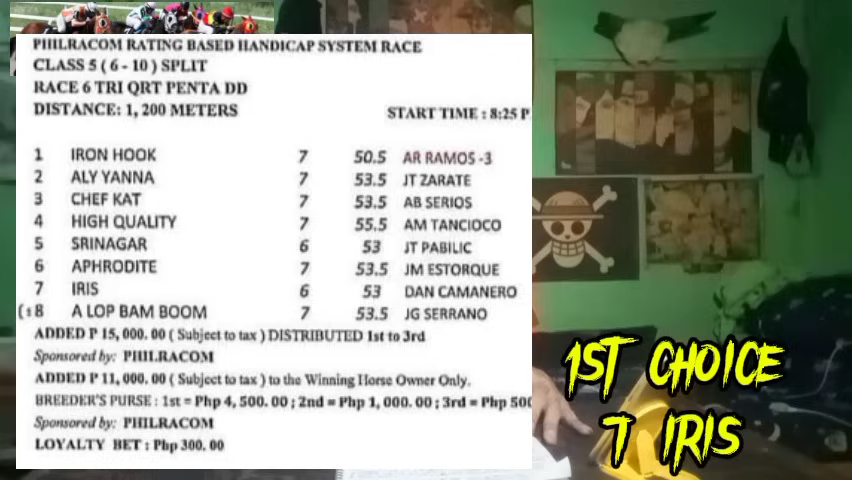 PHILRACOM RATING BASED HANDICAP SYSTEM RACE
CLASS 5 ( 6 - 10 ) SPLIT
RACE 6 TRI QRT PENTA DD
DISTANCE: 1, 200 METERS START TIME : 8:25 P
1 IRON HOOK 7 50.5 AR RAMOS -3
2 ALY YANNA 7 53.5 JT ZARATE
3 CHEF KAT 7 53.5 AB SERIOS
4 HIGH QUALITY 7 55.5 AM TANCIOCO
5 SRINAGAR 6 53 JT PABILIC
6 APHRODITE 7 53.5 JM ESTORQUE
7 IRIS 6 53 DAN CAMANERO
8 A LOP BAM BOOM 7 53.5 JG SERRANO
ADDED P 15, 000. 00 ( Subject to tax ) DISTRIBUTED 1st to 3rd
Sponsored by: PHILRACOM
ADDED P 11, 000. 00 ( Subject to tax ) to the Winning Horse Owner Only.
BREEDER'S PURSE : 1st = Php 4, 500. 00 ; 2nd = Php 1, 000. 00 ; 3rd = Php 500
Sponsored by: PHILRACOM
LOYALTY BET : Php 300. 00
1ST CHOICE
7 IRIS